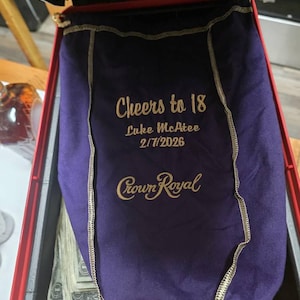 Cheers to 18
Luke McAtee
2/7/2026
Crown Royal